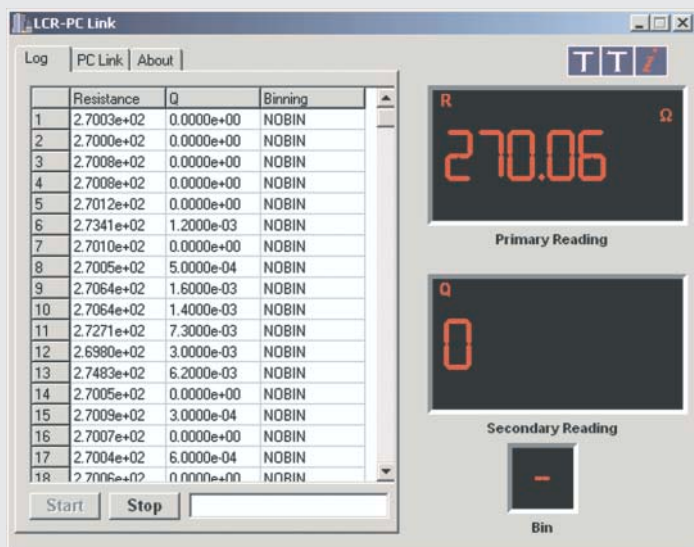 LCR-PC Link
Log PC Link About
TTi
Resistance Q Binning
1 2.7003e+02 0.0000e+00 NOBIN
2 2.7000e+02 0.0000e+00 NOBIN
3 2.7008e+02 0.0000e+00 NOBIN
4 2.7008e+02 0.0000e+00 NOBIN
5 2.7012e+02 0.0000e+00 NOBIN
6 2.7341e+02 1.2000e-03 NOBIN
7 2.7010e+02 0.0000e+00 NOBIN
8 2.7005e+02 5.0000e-04 NOBIN
9 2.7064e+02 1.6000e-03 NOBIN
10 2.7064e+02 1.4000e-03 NOBIN
11 2.7271e+02 7.3000e-03 NOBIN
12 2.6980e+02 3.0000e-03 NOBIN
13 2.7483e+02 6.2000e-03 NOBIN
14 2.7005e+02 0.0000e+00 NOBIN
15 2.7009e+02 3.0000e-04 NOBIN
16 2.7007e+02 0.0000e+00 NOBIN
17 2.7004e+02 6.0000e-04 NOBIN
18 2.7006e+02 0.0000e+00 NOBIN
Start Stop
R Ω
270.06
Primary Reading
Q
0
Secondary Reading
-
Bin